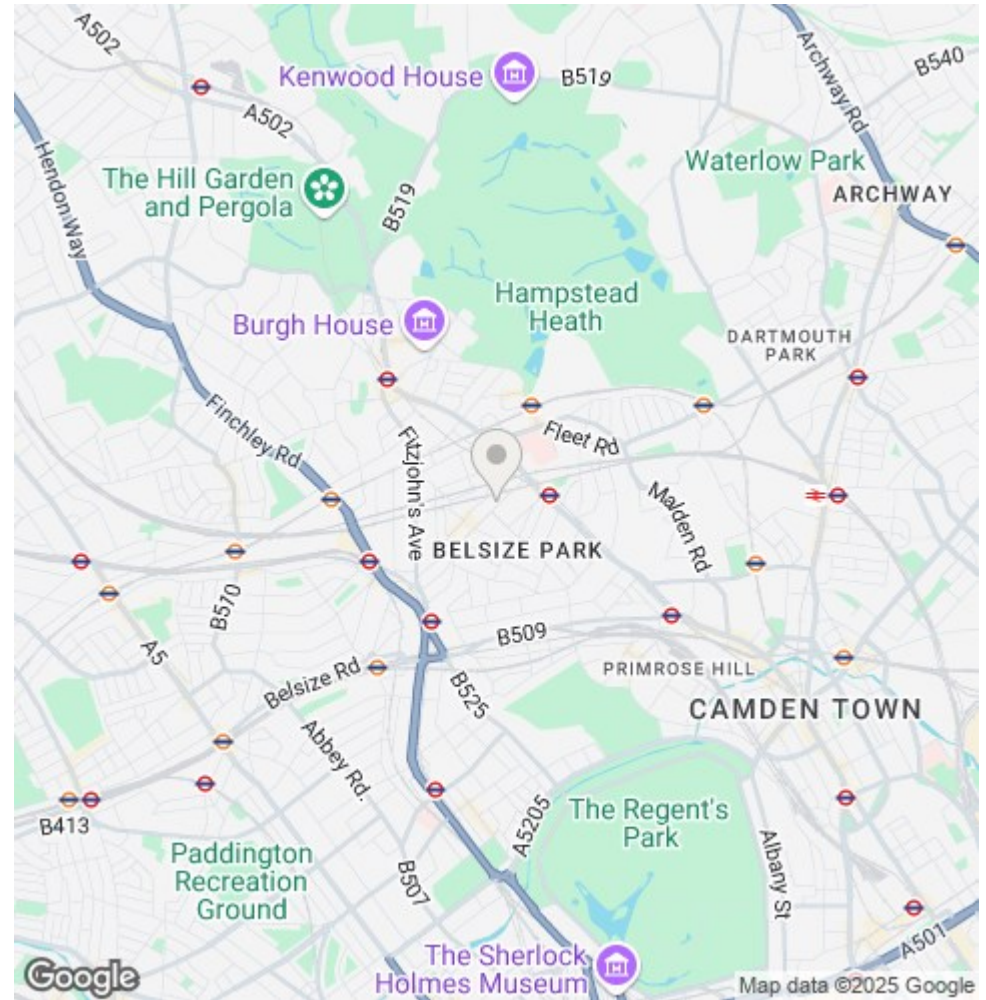 A502
Kenwood House
B519
B540
Archway Rd
A502
Hendon Way
The Hill Garden
and Pergola
B519
Waterlow Park
ARCHWAY
Hampstead
Heath
Burgh House
DARTMOUTH
PARK
Finchley Rd
Fitzjohn's Ave
Fleet Rd
Malden Rd
BELSIZE PARK
B570
A5
B509
Belsize Rd
B525
PRIMROSE HILL
CAMDEN TOWN
Abbey Rd.
A5205
The Regent's
Park
Albany St
B413
Paddington
Recreation
Ground
B507
The Sherlock
Holmes Museum
A501
Google
Map data ©2025 Google